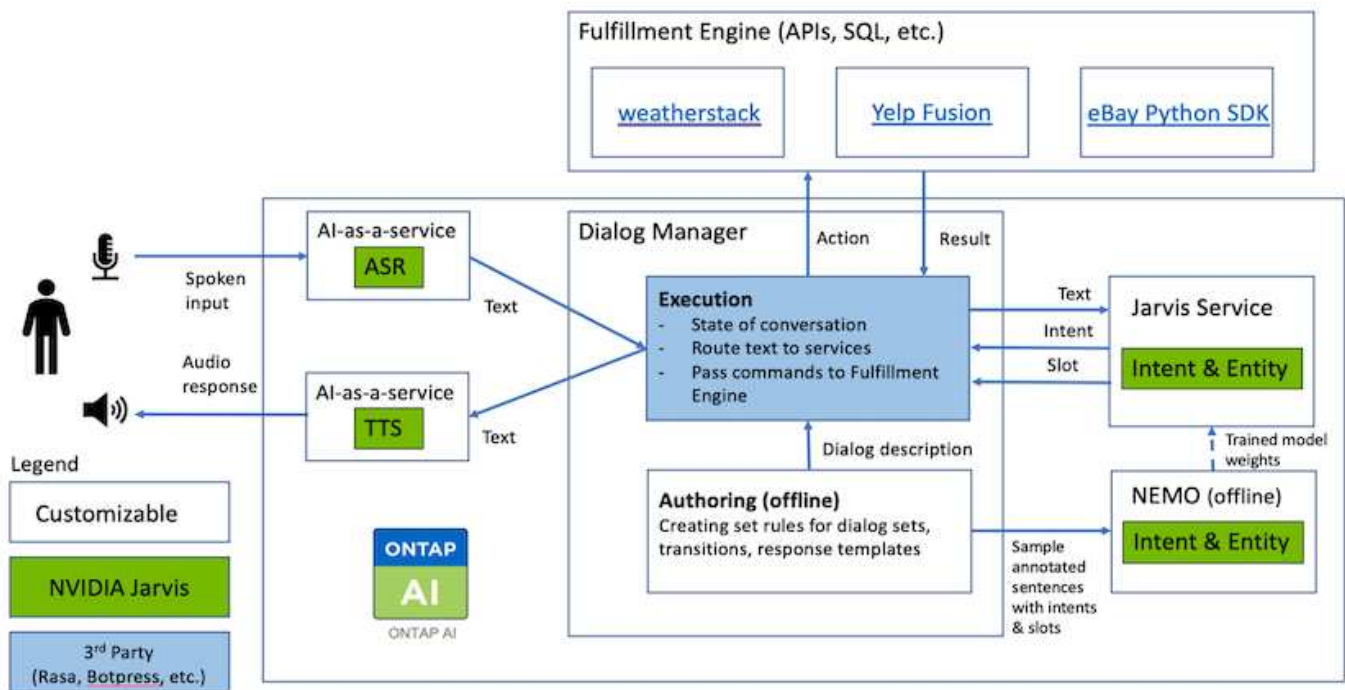 Fulfillment Engine (APIs, SQL, etc.)
weatherstack
Yelp Fusion
eBay Python SDK
Action
Result
Spoken
input
AI-as-a-service
ASR
Text
Audio
response
AI-as-a-service
TTS
Text
Dialog Manager
Execution
- State of conversation
- Route text to services
- Pass commands to Fulfillment
Engine
Dialog description
Authoring (offline)
Creating set rules for dialog sets,
transitions, response templates
Text
Intent
Slot
Jarvis Service
Intent & Entity
Trained model
weights
NEMO (offline)
Intent & Entity
Sample
annotated
sentences
with intents
& slots
Legend
Customizable
NVIDIA Jarvis
3rd Party
(Rasa, Botpress, etc.)
ONTAP
AI
ONTAP AI